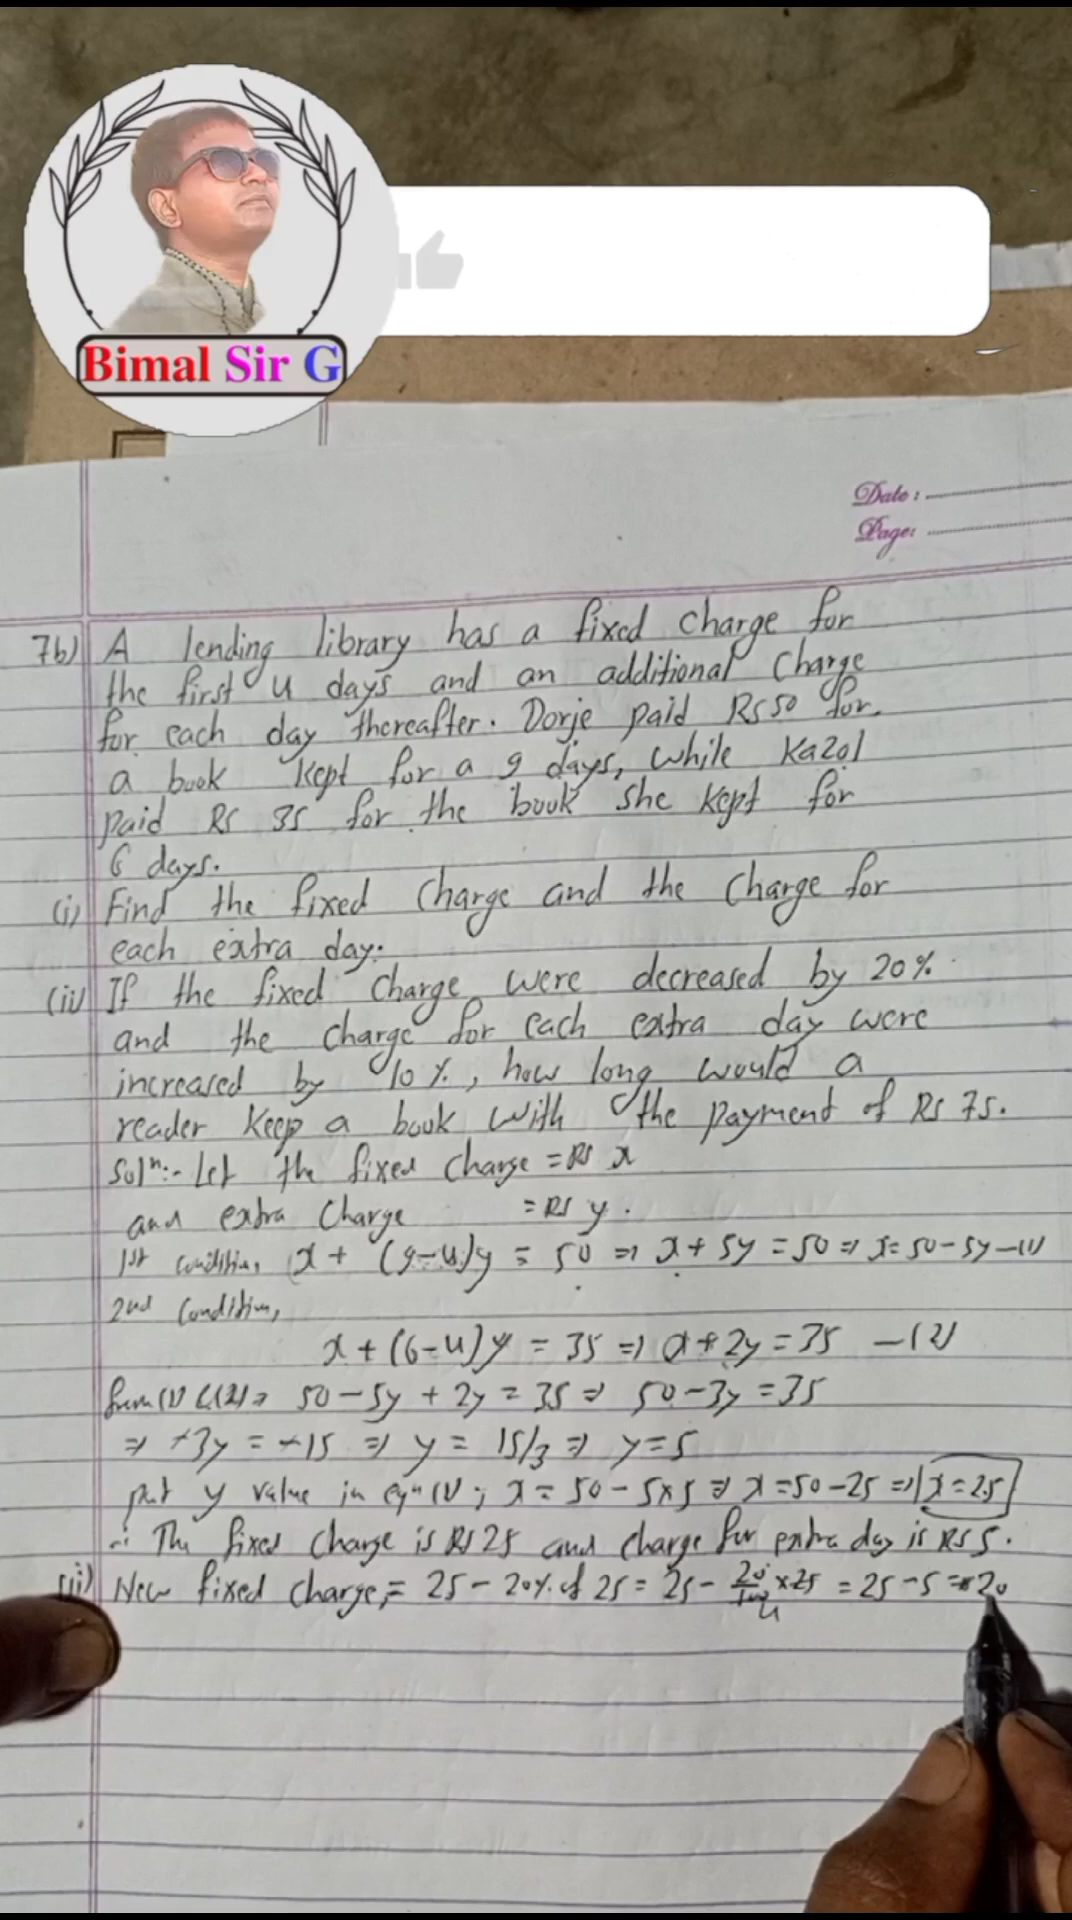 Bimal Sir G
Date:
Page:
7b) A lending library has a fixed charge for
the first 4 days and an additional charge
for each day thereafter. Dorje paid Rs 50 for
a book kept for a 9 days, while Kazol
paid Rs 35 for the book she kept for
6 days.
(i) Find the fixed charge and the charge for
each extra day.
(ii) If the fixed charge were decreased by 20%
and the charge for each extra day were
increased by 10%, how long would a
reader keep a book with the payment of Rs 75.
Solⁿ:- Let the fixed charge = Rs x
and extra charge = Rs y.
1st condition, x + (9-4)y = 50 ⇒ x + 5y = 50 ⇒ x = 50 - 5y —(1)
2nd condition,
x + (6-4)y = 35 ⇒ x + 2y = 35 —(2)
from (1) & (2) ⇒ 50 - 5y + 2y = 35 ⇒ 50 - 3y = 35
⇒ -3y = -15 ⇒ y = 15/3 ⇒ y = 5
put y value in eqⁿ (1), x = 50 - 5×5 ⇒ x = 50 - 25 ⇒ x = 25
∴ The fixed charge is Rs 25 and charge for extra day is Rs 5.
(ii) New fixed charge, = 25 - 20% of 25 = 25 - 20/100 × 25 = 25 - 5 = 20